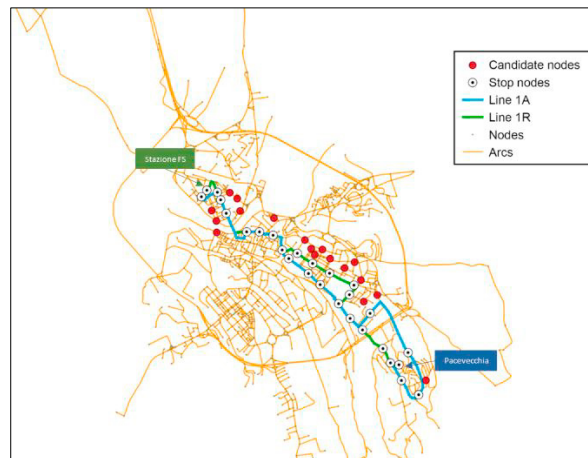 Candidate nodes
Stop nodes
Line 1A
Line 1R
Nodes
Arcs
Stazione FS
Pacevecchia